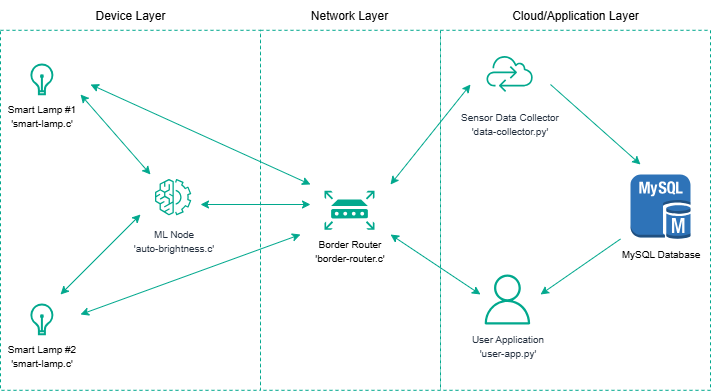 Device Layer
Network Layer
Cloud/Application Layer
Smart Lamp #1
'smart-lamp.c'
Sensor Data Collector
'data-collector.py'
ML Node
'auto-brightness.c'
Border Router
'border-router.c'
MySQL
M
MySQL Database
Smart Lamp #2
'smart-lamp.c'
User Application
'user-app.py'